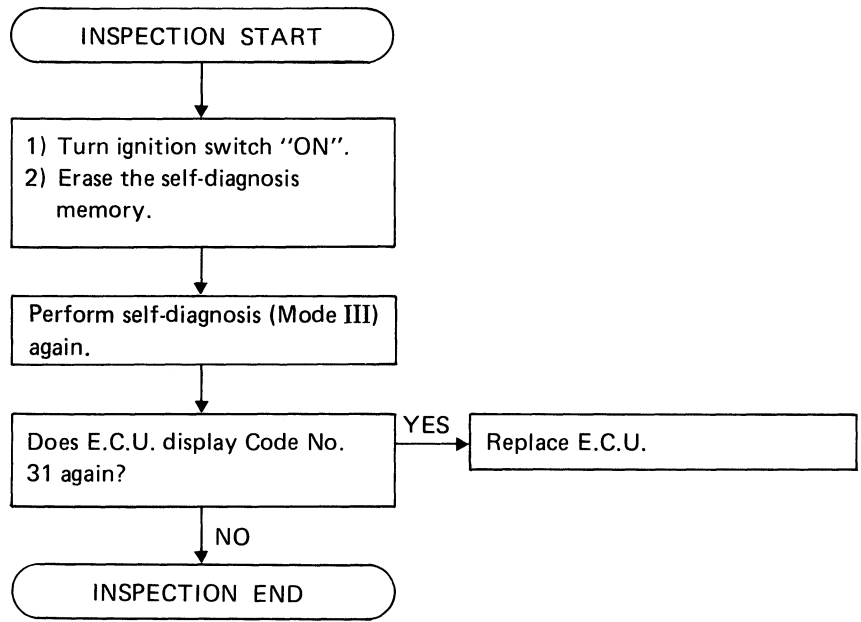 INSPECTION START
1) Turn ignition switch "ON".
2) Erase the self-diagnosis
memory.
Perform self-diagnosis (Mode III)
again.
Does E.C.U. display Code No.
31 again?
YES
Replace E.C.U.
NO
INSPECTION END